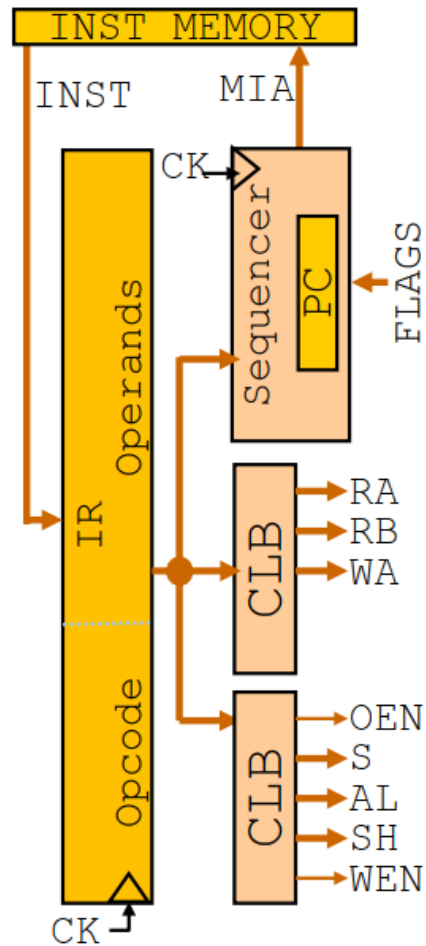 INST MEMORY
INST
MIA
CK
Sequencer
PC
FLAGS
IR
Operands
Opcode
CK
CLB
RA
RB
WA
CLB
OEN
S
AL
SH
WEN